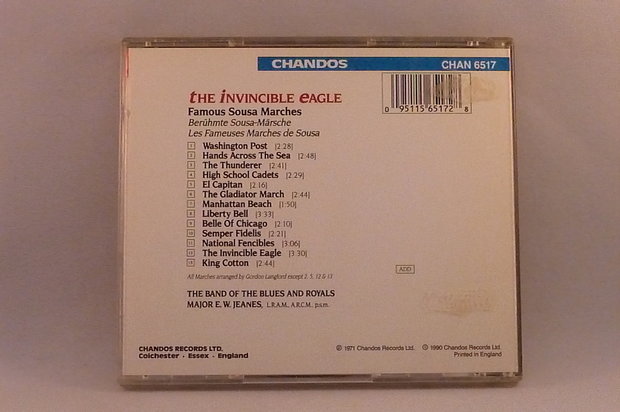 CHANDOS
CHAN 6517
tHE INVINCIBLE EAGLE
Famous Sousa Marches
Berühmte Sousa-Märsche
Les Fameuses Marches de Sousa
0 95115 65172 8
1 Washington Post [2:28]
2 Hands Across The Sea [2:48]
3 The Thunderer [2:41]
4 High School Cadets [2:29]
5 El Capitan [2:16]
6 The Gladiator March [2:44]
7 Manhattan Beach [1:50]
8 Liberty Bell [3:33]
9 Belle Of Chicago [2:10]
10 Semper Fidelis [2:21]
11 National Fencibles [3:06]
12 The Invincible Eagle [3:30]
13 King Cotton [2:44]
All Marches arranged by Gordon Langford except 2, 5, 12 & 13
ADD
THE BAND OF THE BLUES AND ROYALS
MAJOR E. W. JEANES, L.R.A.M., A.R.C.M. p.s.m.
CHANDOS RECORDS LTD.
Colchester · Essex · England
℗ 1971 Chandos Records Ltd. © 1990 Chandos Records Ltd.
Printed in England